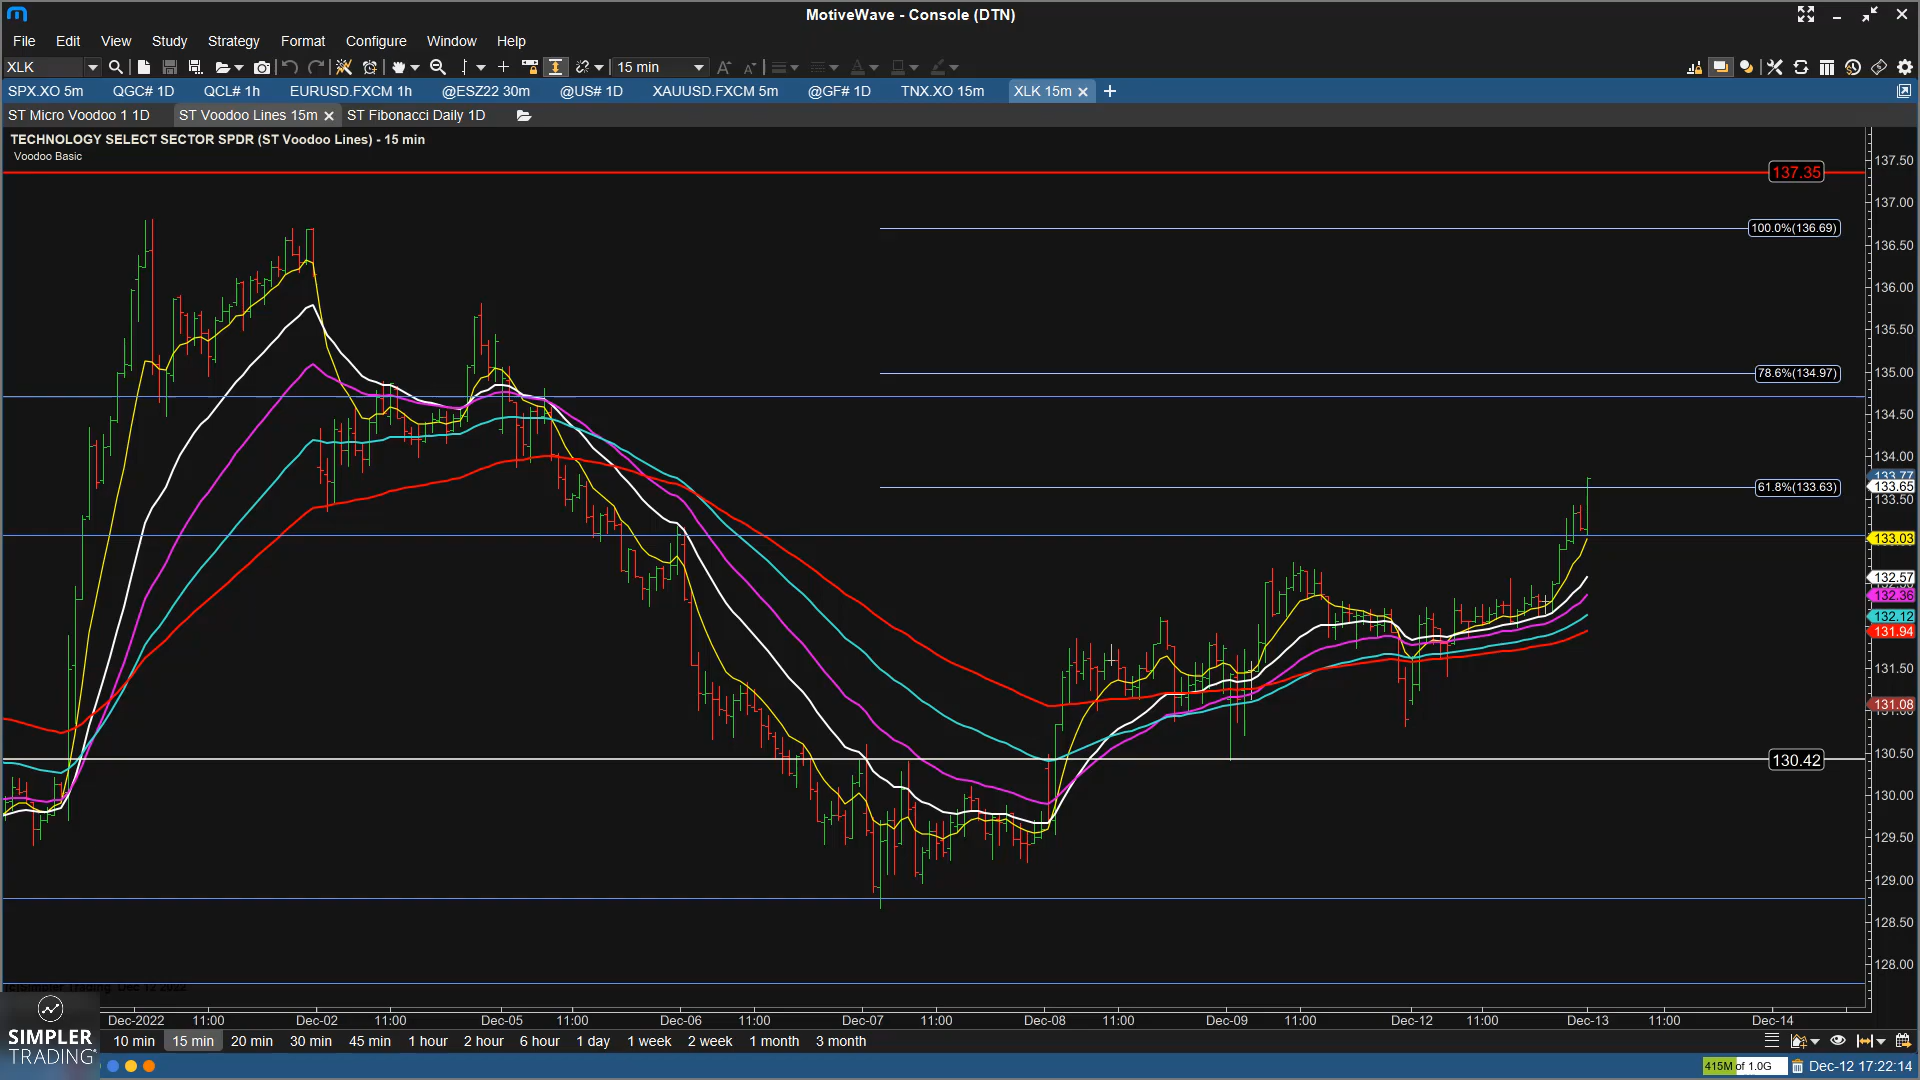 MotiveWave - Console (DTN)
File Edit View Study Strategy Format Configure Window Help
XLK 15 min
SPX.XO 5m QGC# 1D QCL# 1h EURUSD.FXCM 1h @ESZ22 30m @US# 1D XAUUSD.FXCM 5m @GF# 1D TNX.XO 15m XLK 15m
ST Micro Voodoo 1 1D ST Voodoo Lines 15m ST Fibonacci Daily 1D
TECHNOLOGY SELECT SECTOR SPDR (ST Voodoo Lines) - 15 min
Voodoo Basic
137.50
137.35
137.00
100.0%(136.69)
136.50
136.00
135.50
135.00
78.6%(134.97)
134.50
134.00
133.77
61.8%(133.63) 133.65
133.50
133.03
132.57
132.36
132.12
131.94
131.50
131.08
130.50
130.42
130.00
129.50
129.00
128.50
128.00
Dec-2022 11:00 Dec-02 11:00 Dec-05 11:00 Dec-06 11:00 Dec-07 11:00 Dec-08 11:00 Dec-09 11:00 Dec-12 11:00 Dec-13 11:00 Dec-14
SIMPLER
TRADING
10 min 15 min 20 min 30 min 45 min 1 hour 2 hour 6 hour 1 day 1 week 2 week 1 month 3 month
415M of 1.0G Dec-12 17:22:14